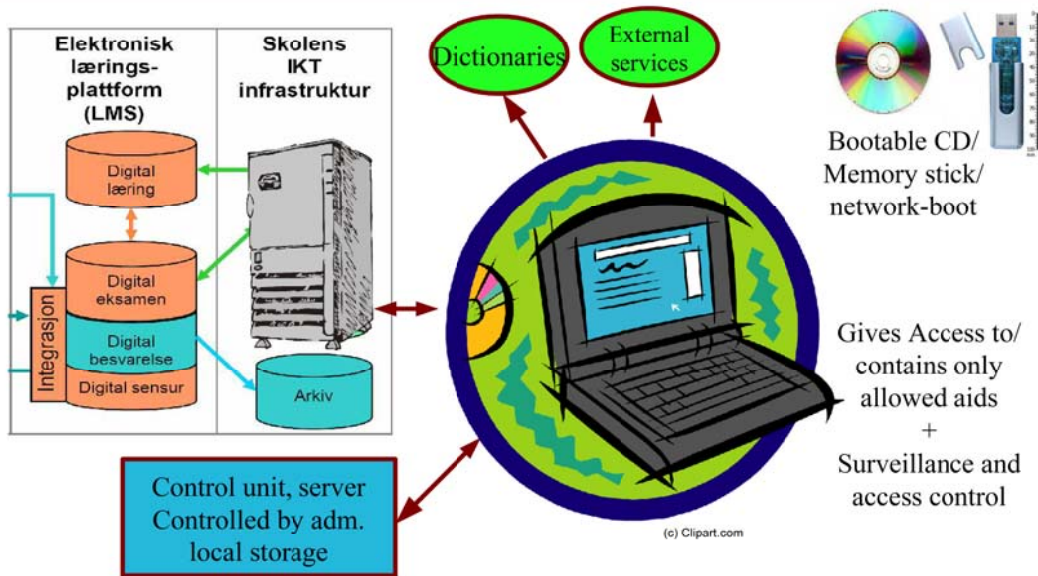 Elektronisk
lærings-
plattform
(LMS)
Skolens
IKT
infrastruktur
Digital
læring
Digital
eksamen
Digital
besvarelse
Digital sensur
Integrasjon
Arkiv
Dictionaries
External
services
Bootable CD/
Memory stick/
network-boot
Gives Access to/
contains only
allowed aids
+
Surveillance and
access control
Control unit, server
Controlled by adm.
local storage
(c) Clipart.com